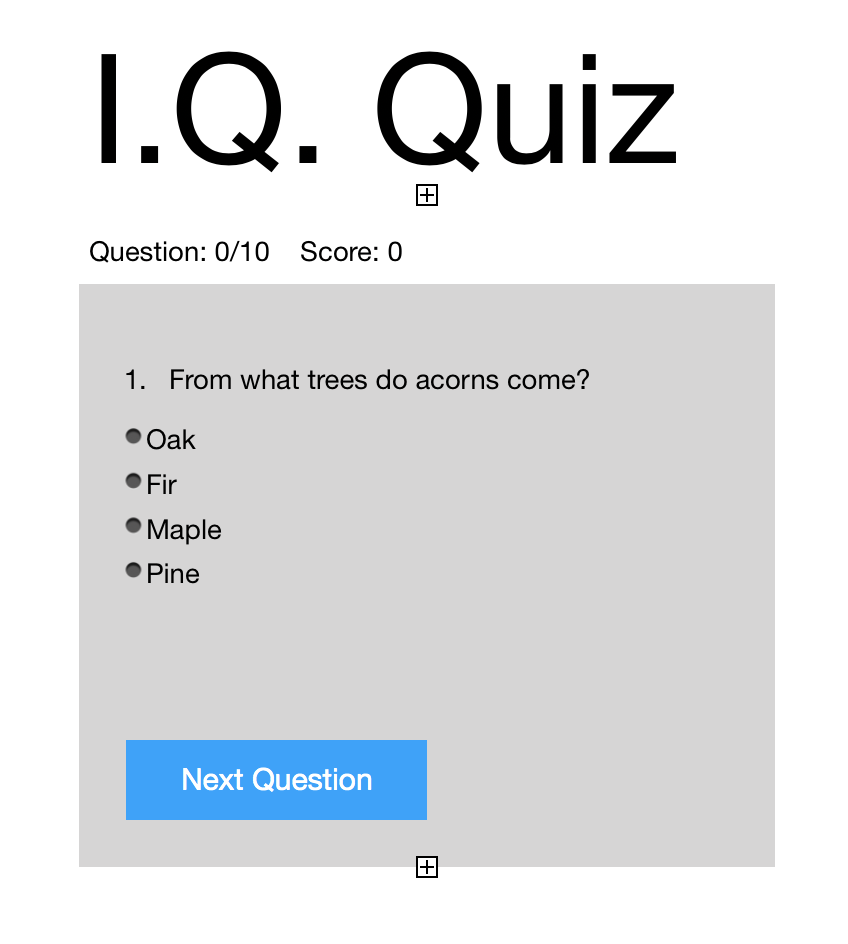 I.Q. Quiz
Question: 0/10 Score: 0
1. From what trees do acorns come?
Oak
Fir
Maple
Pine
Next Question